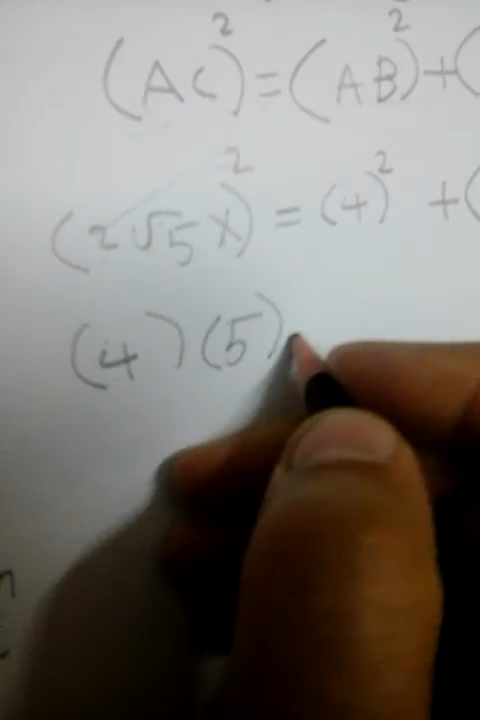 (AC)² = (AB)² + (
(2√5 x)² = (4)² + (
(4)(5)